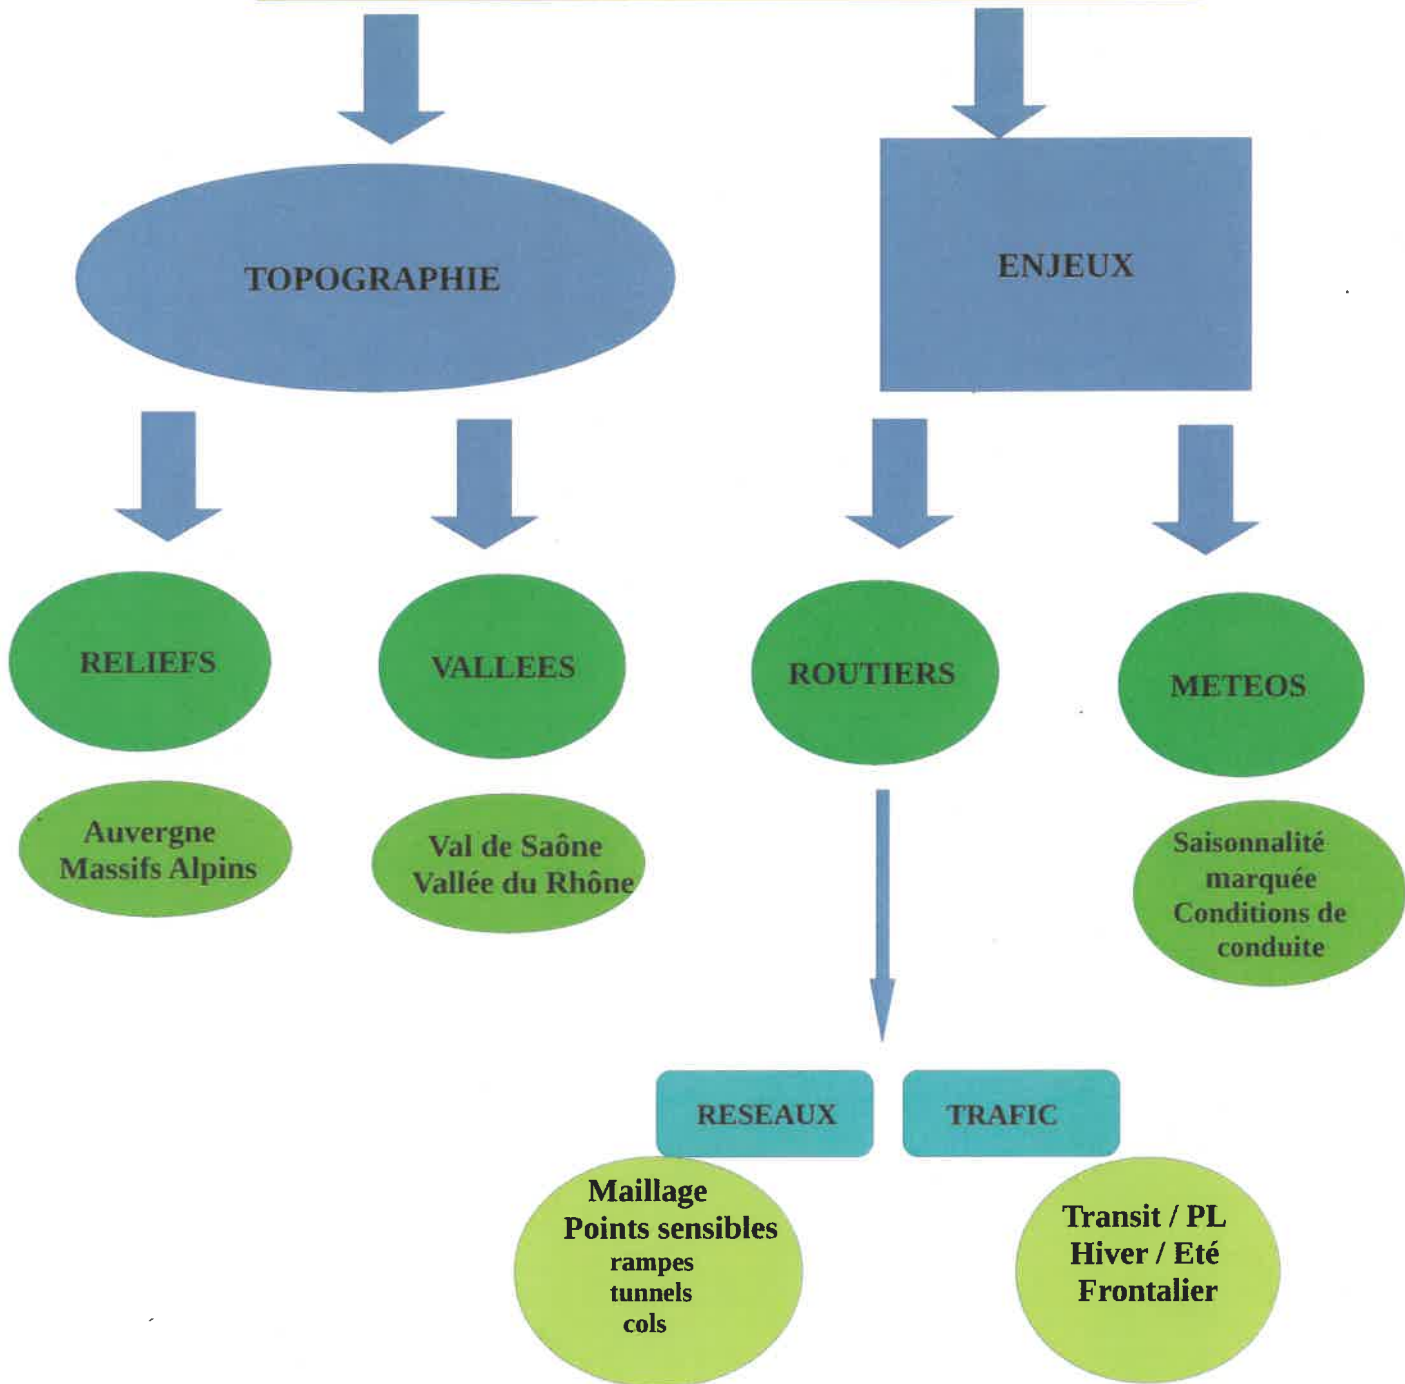 TOPOGRAPHIE
ENJEUX
RELIEFS
VALLEES
ROUTIERS
METEOS
Auvergne
Massifs Alpins
Val de Saône
Vallée du Rhône
Saisonnalité
marquée
Conditions de
conduite
RESEAUX
TRAFIC
Maillage
Points sensibles
rampes
tunnels
cols
Transit / PL
Hiver / Eté
Frontalier